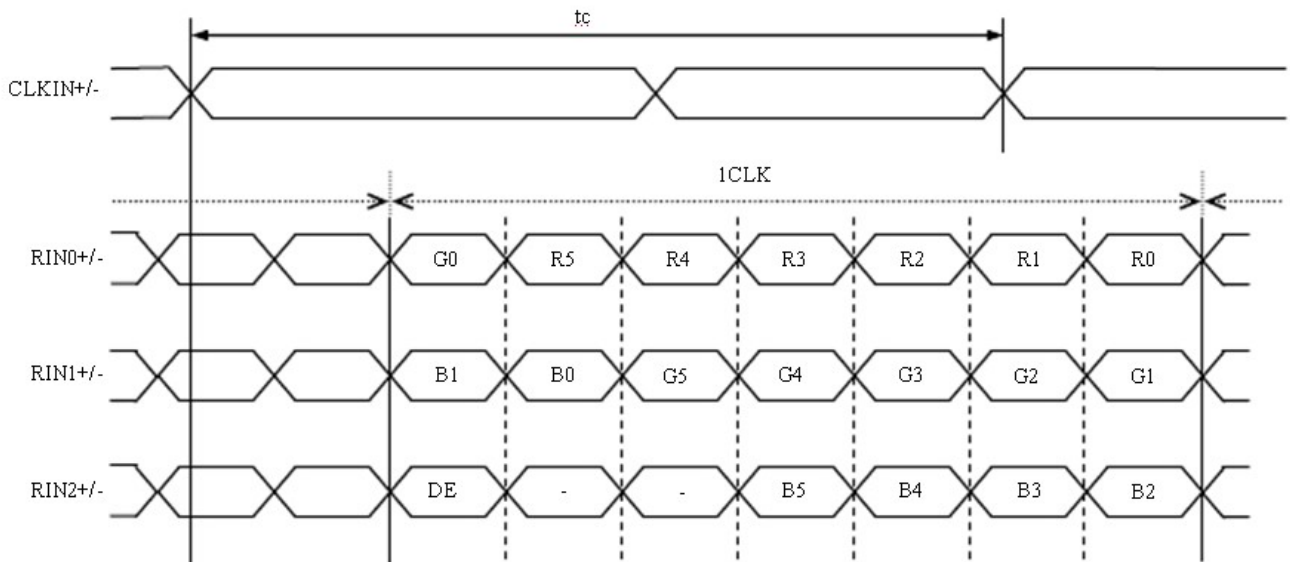 tc
CLKIN+/-
1CLK
RIN0+/- G0 R5 R4 R3 R2 R1 R0
RIN1+/- B1 B0 G5 G4 G3 G2 G1
RIN2+/- DE - - B5 B4 B3 B2